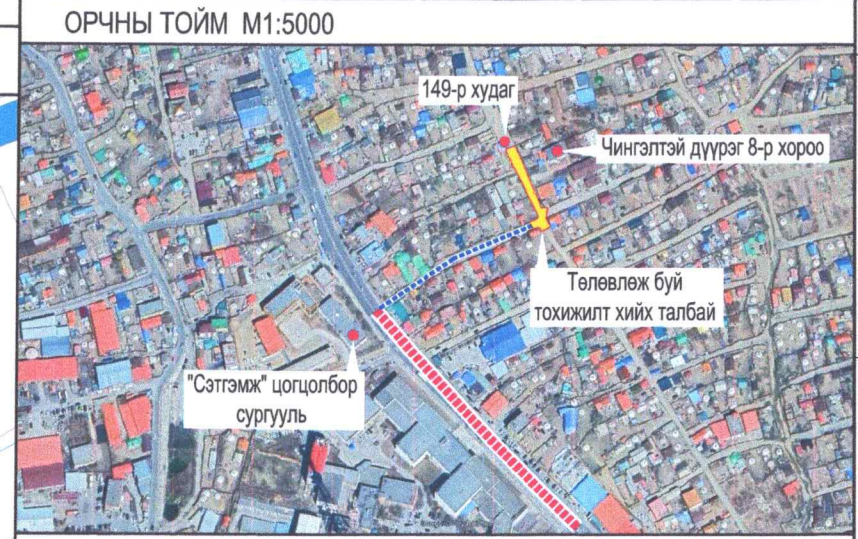 ОРЧНЫ ТОЙМ М1:5000
149-р худаг
Чингэлтэй дүүрэг 8-р хороо
Төлөвлөж буй
тохижилт хийх талбай
"Сэтгэмж" цогцолбор
сургууль